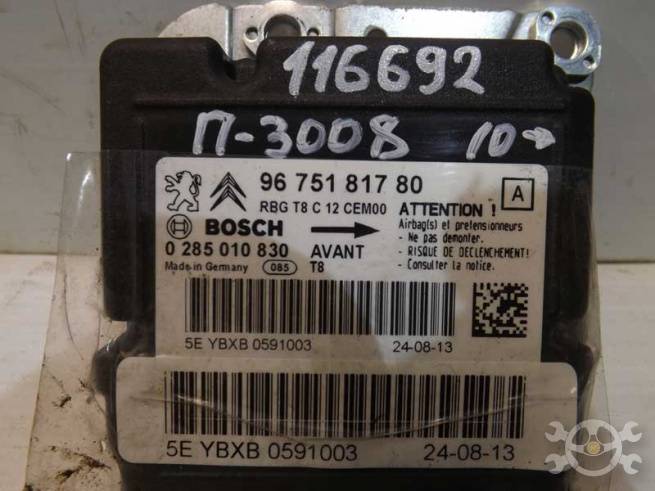 116692
П-3008 10
96 751 817 80
A
RBG T8 C 12 CEM00
ATTENTION !
Airbag(s) et pretensionneurs
- Ne pas demonter.
- RISQUE DE DECLENCHEMENT!
- Consulter la notice.
BOSCH
0 285 010 830 AVANT
Made in Germany 085 T8
5E YBXB 0591003 24-08-13
5E YBXB 0591003 24-08-13